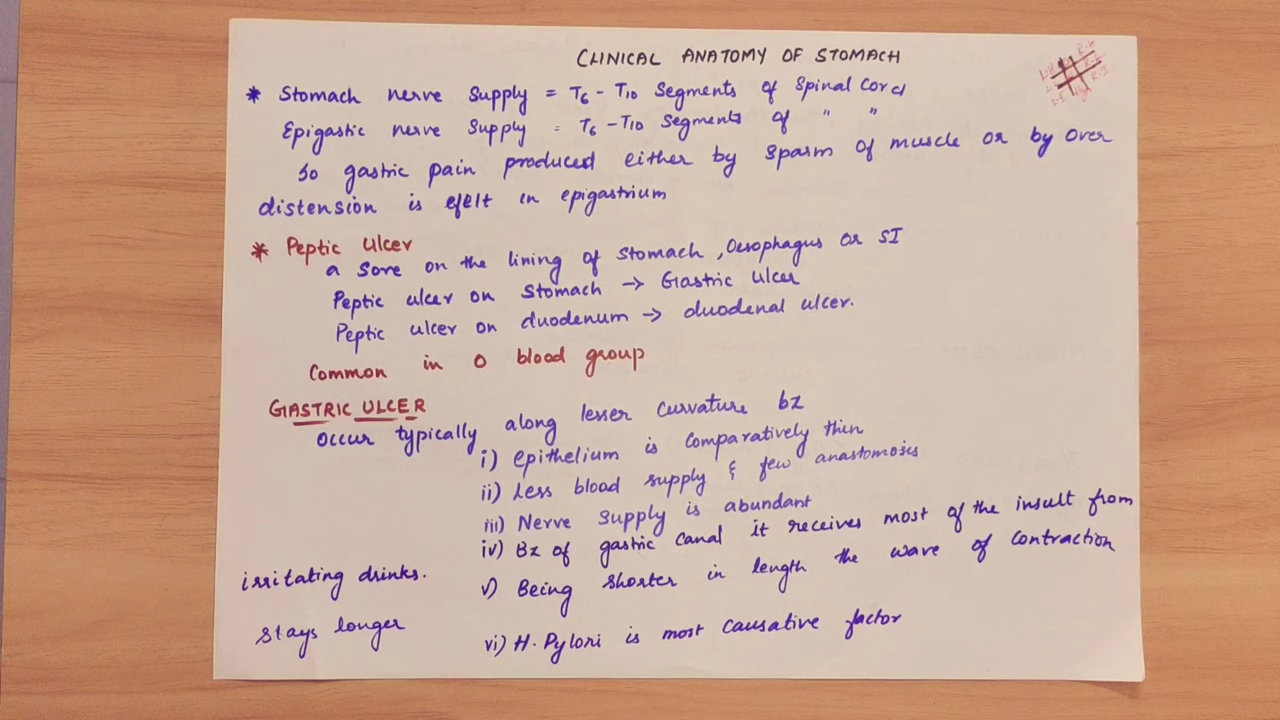 CLINICAL ANATOMY OF STOMACH
* Stomach nerve Supply = T6 - T10 Segments of Spinal Cord
Epigastic nerve Supply = T6 - T10 Segments of " "
So gastric pain produced either by Spasm of muscle or by Over
distension is efelt in epigastrium
* Peptic Ulcer
a Sore on the lining of Stomach, Oesophagus or SI
Peptic ulcer on Stomach → Gastric Ulcer
Peptic ulcer on duodenum → duodenal ulcer.
Common in O blood group
GASTRIC ULCER
Occur typically along lesser Curvature bz
i) epithelium is Comparatively thin
ii) Less blood supply & few anastomosis
iii) Nerve Supply is abundant
iv) Bz of gastric canal it receives most of the insult from
irritating drinks.
v) Being Shorter in length the wave of Contraction
Stays longer
vi) H. Pylori is most Causative factor